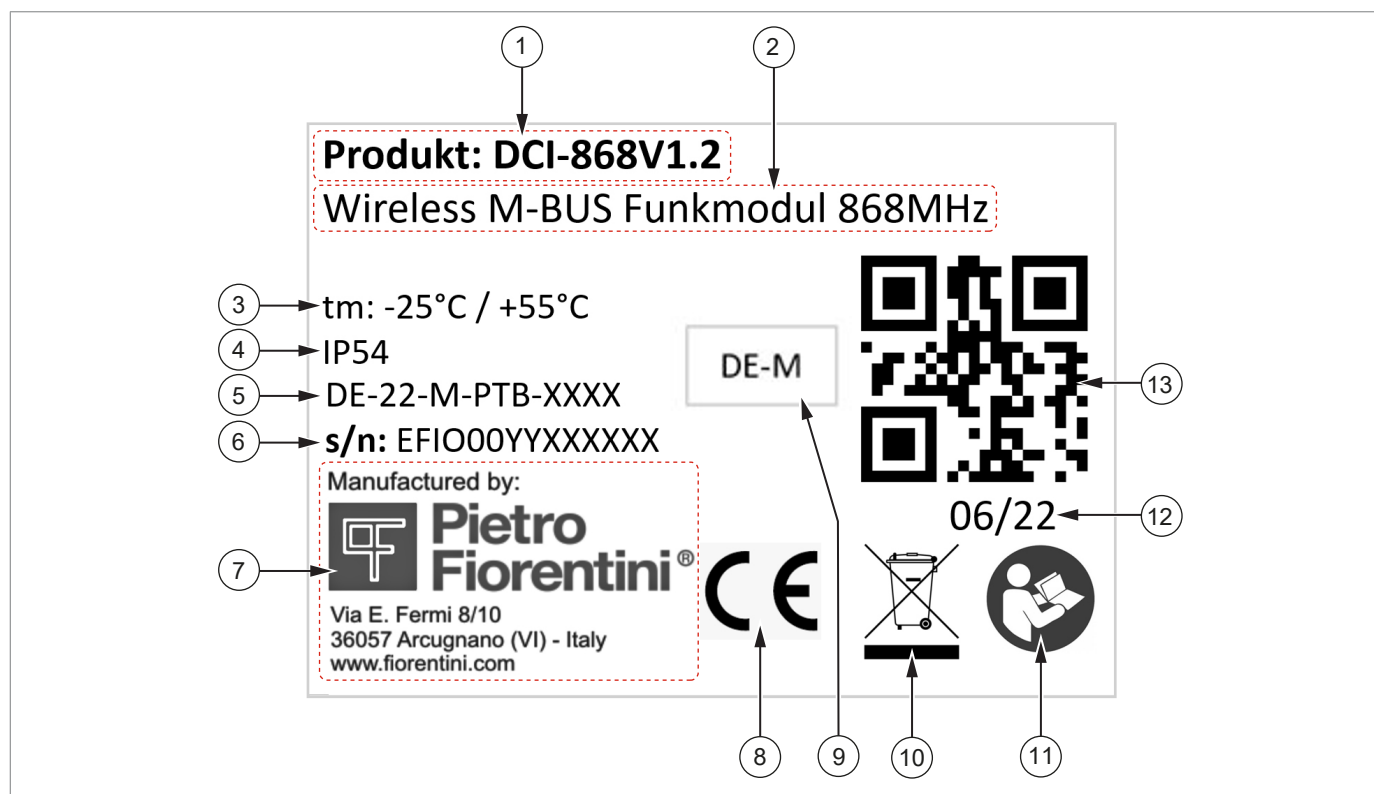 1
2
Produkt: DCI-868V1.2
Wireless M-BUS Funkmodul 868MHz
3
tm: -25°C / +55°C
4
IP54
DE-M
5
DE-22-M-PTB-XXXX
13
6
s/n: EFIO00YYXXXXXX
Manufactured by:
06/22
12
7
Pietro
Fiorentini®
CE
Via E. Fermi 8/10
36057 Arcugnano (VI) - Italy
www.fiorentini.com
8
9
10
11